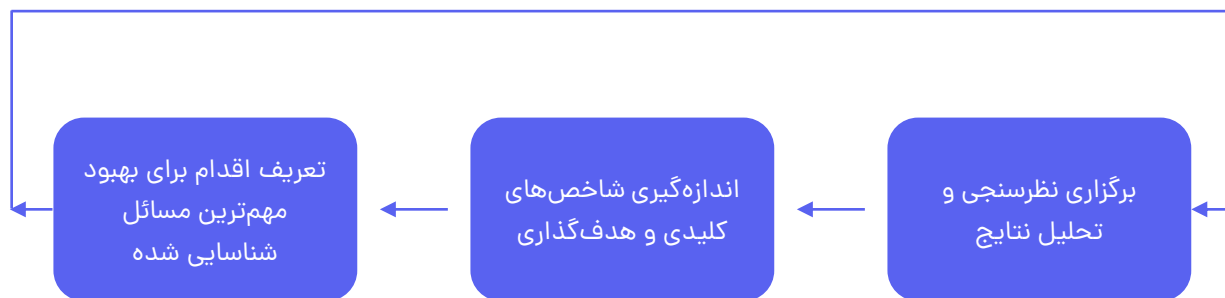 برگزاری نظرسنجی و
تحلیل نتایج
اندازه‌گیری شاخص‌های
کلیدی و هدف‌گذاری
تعریف اقدام برای بهبود
مهم‌ترین مسائل
شناسایی شده